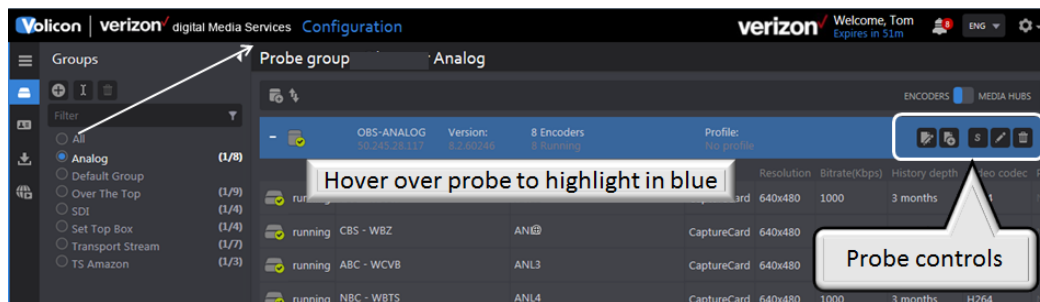 Volicon | verizon digital Media Services Configuration
verizon Welcome, Tom
Expires in 51m
8
ENG
Groups
Probe group Analog
Filter
ENCODERS MEDIA HUBS
All
Analog (1/8)
Default Group
Over The Top (1/9)
SDI (1/4)
Set Top Box (1/4)
Transport Stream (1/7)
TS Amazon (1/3)
OBS-ANALOG Version: 8 Encoders Profile:
50.245.28.117 8.2.60246 8 Running No profile
S
Hover over probe to highlight in blue
Resolution Bitrate(Kbps) History depth
640x480 1000 3 months
running CBS - WBZ CaptureCard 640x480
running ABC - WCVB ANL3 CaptureCard 640x480
running NBC - WBTS ANL4 CaptureCard 640x480 1000 3 months H264
Probe controls